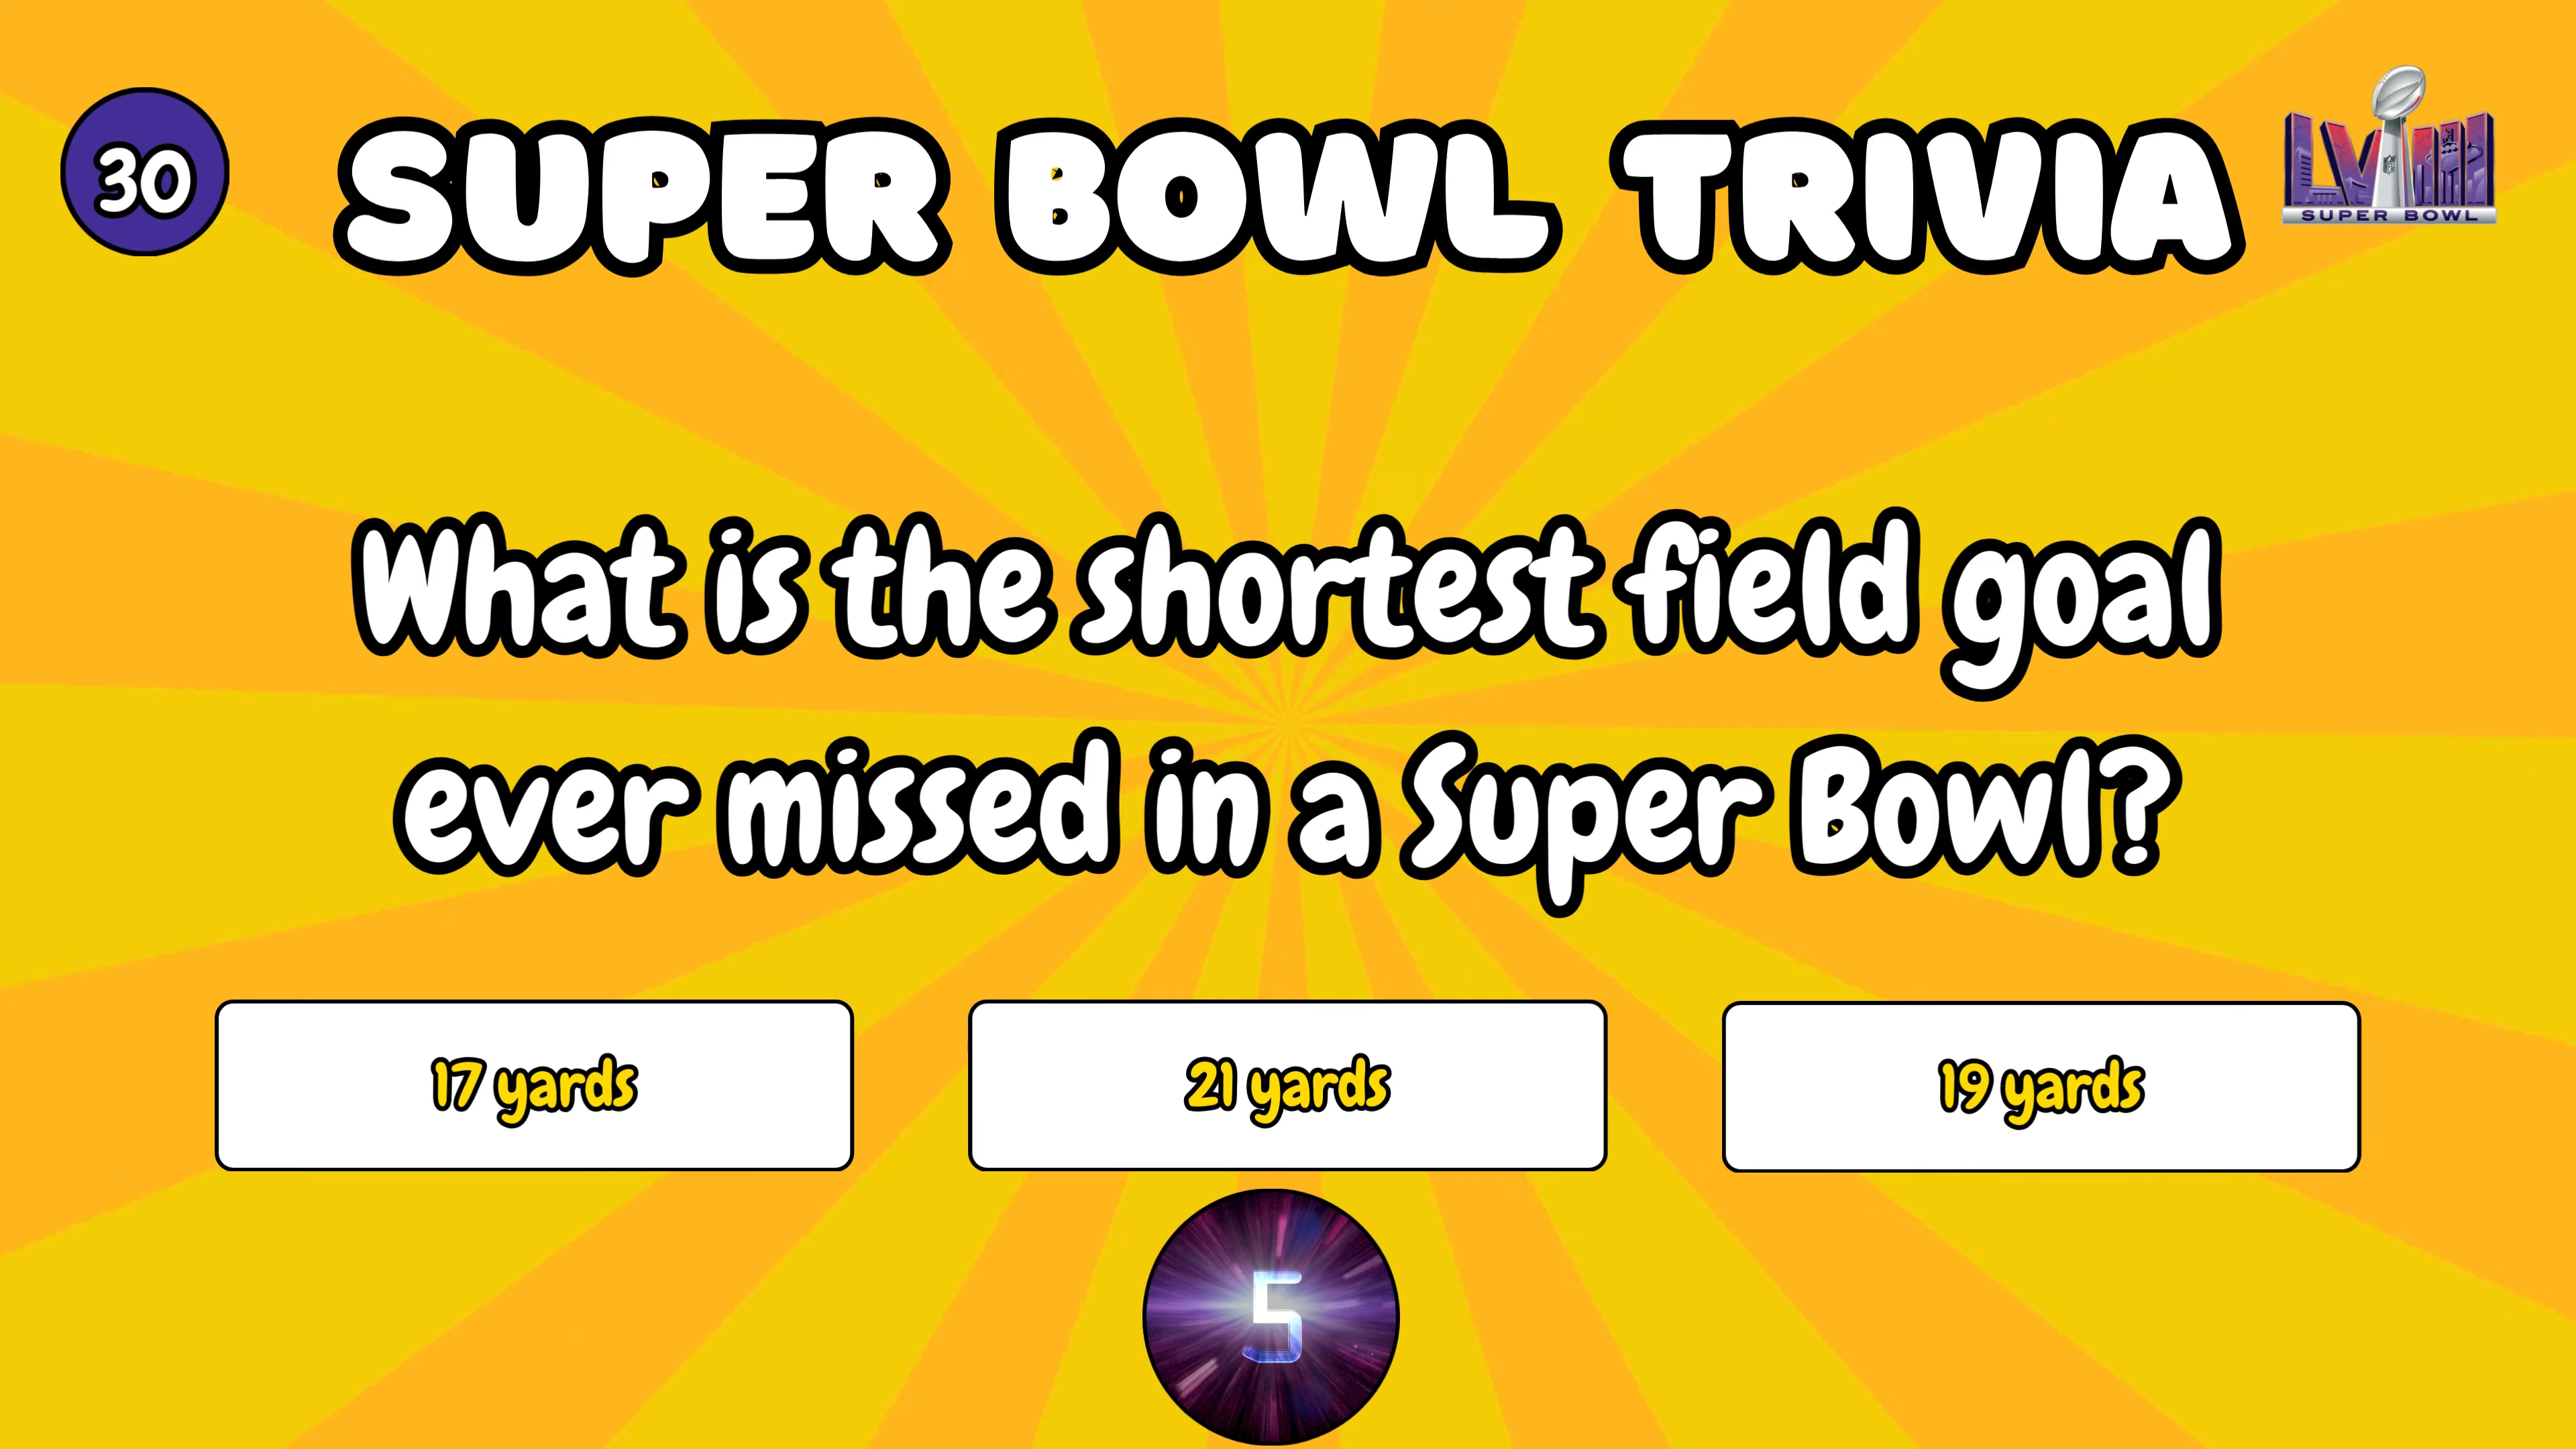 30
SUPER BOWL TRIVIA
LVIII
SUPER BOWL
What is the shortest field goal
ever missed in a Super Bowl?
17 yards
21 yards
19 yards
5